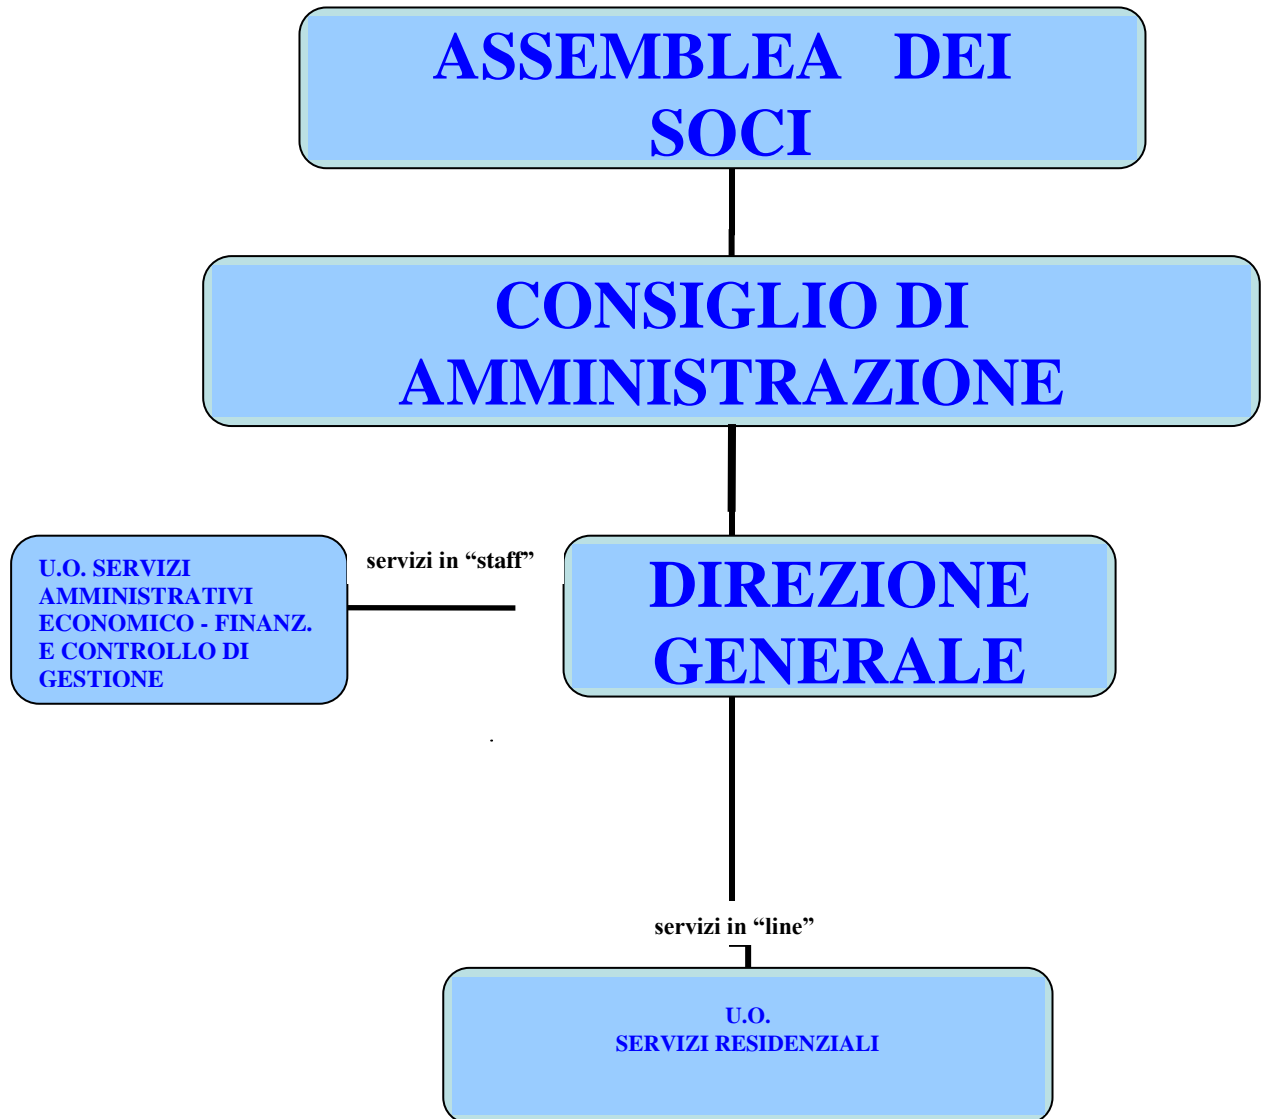 ASSEMBLEA DEI
SOCI
CONSIGLIO DI
AMMINISTRAZIONE
U.O. SERVIZI
AMMINISTRATIVI
ECONOMICO - FINANZ.
E CONTROLLO DI
GESTIONE
servizi in “staff”
DIREZIONE
GENERALE
.
servizi in “line”
U.O.
SERVIZI RESIDENZIALI